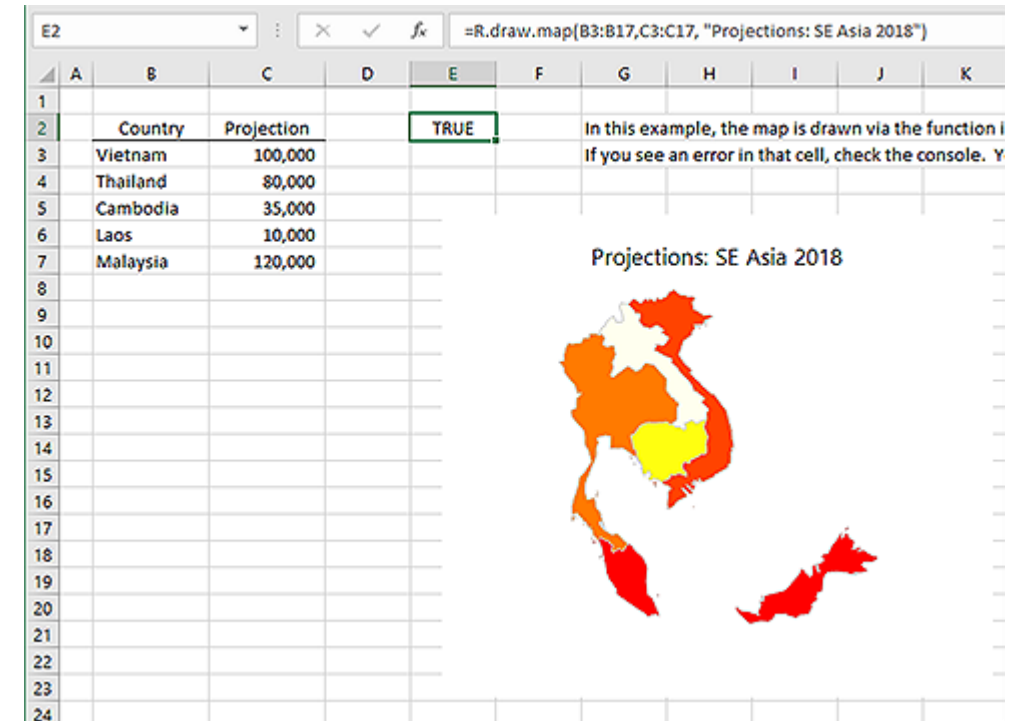 E2 =R.draw.map(B3:B17,C3:C17, "Projections: SE Asia 2018")
A B C D E F G H I J K
1
2 Country Projection TRUE In this example, the map is drawn via the function i
3 Vietnam 100,000 If you see an error in that cell, check the console. Y
4 Thailand 80,000
5 Cambodia 35,000
6 Laos 10,000
7 Malaysia 120,000
Projections: SE Asia 2018
8
9
10
11
12
13
14
15
16
17
18
19
20
21
22
23
24